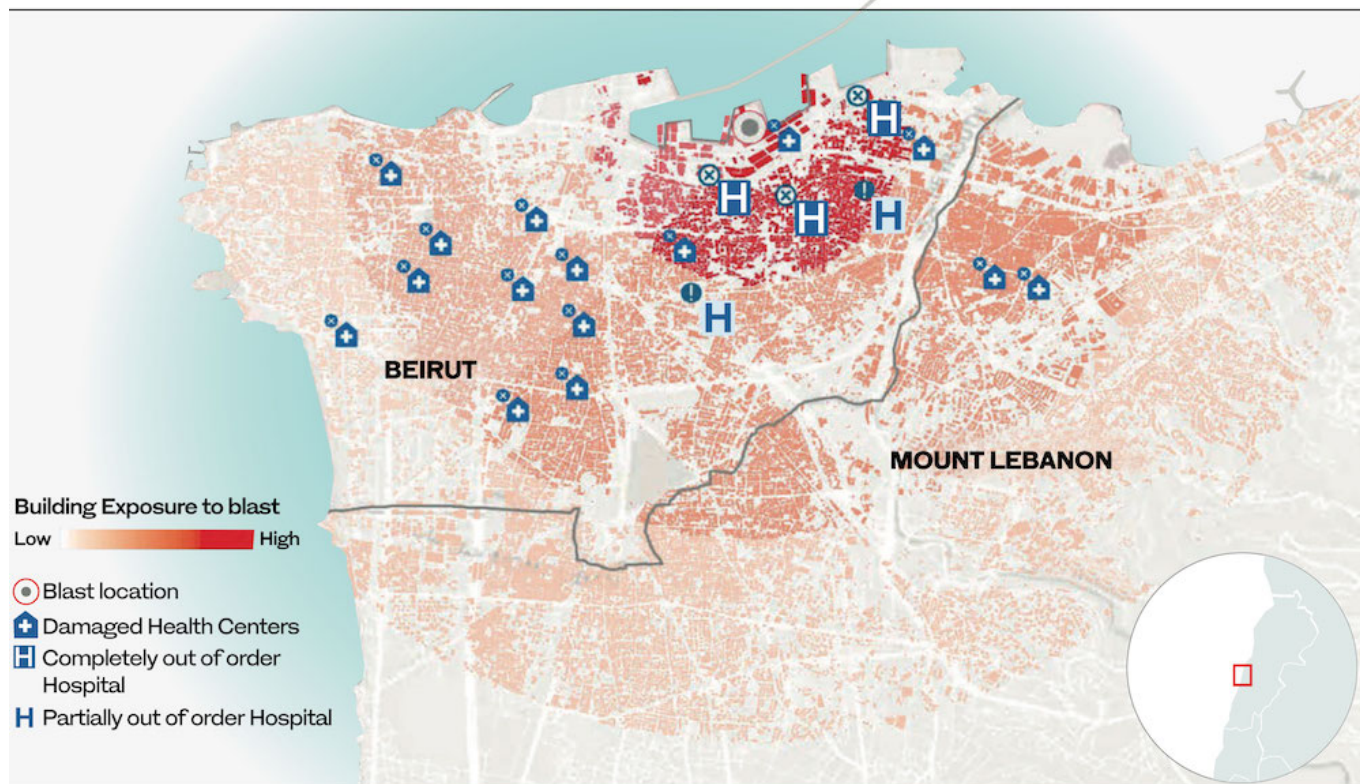 BEIRUT
MOUNT LEBANON
Building Exposure to blast
Low High
Blast location
Damaged Health Centers
Completely out of order
Hospital
Partially out of order Hospital
H
H
H
H
H